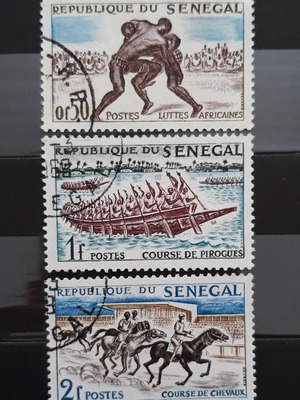 REPUBLIQUE DU SENEGAL
0f,50
POSTES LUTTES AFRICAINES
REPUBLIQUE DU SENEGAL
1f POSTES COURSE DE PIROGUES
REPUBLIQUE DU SENEGAL
2f POSTES COURSE DE CHEVAUX